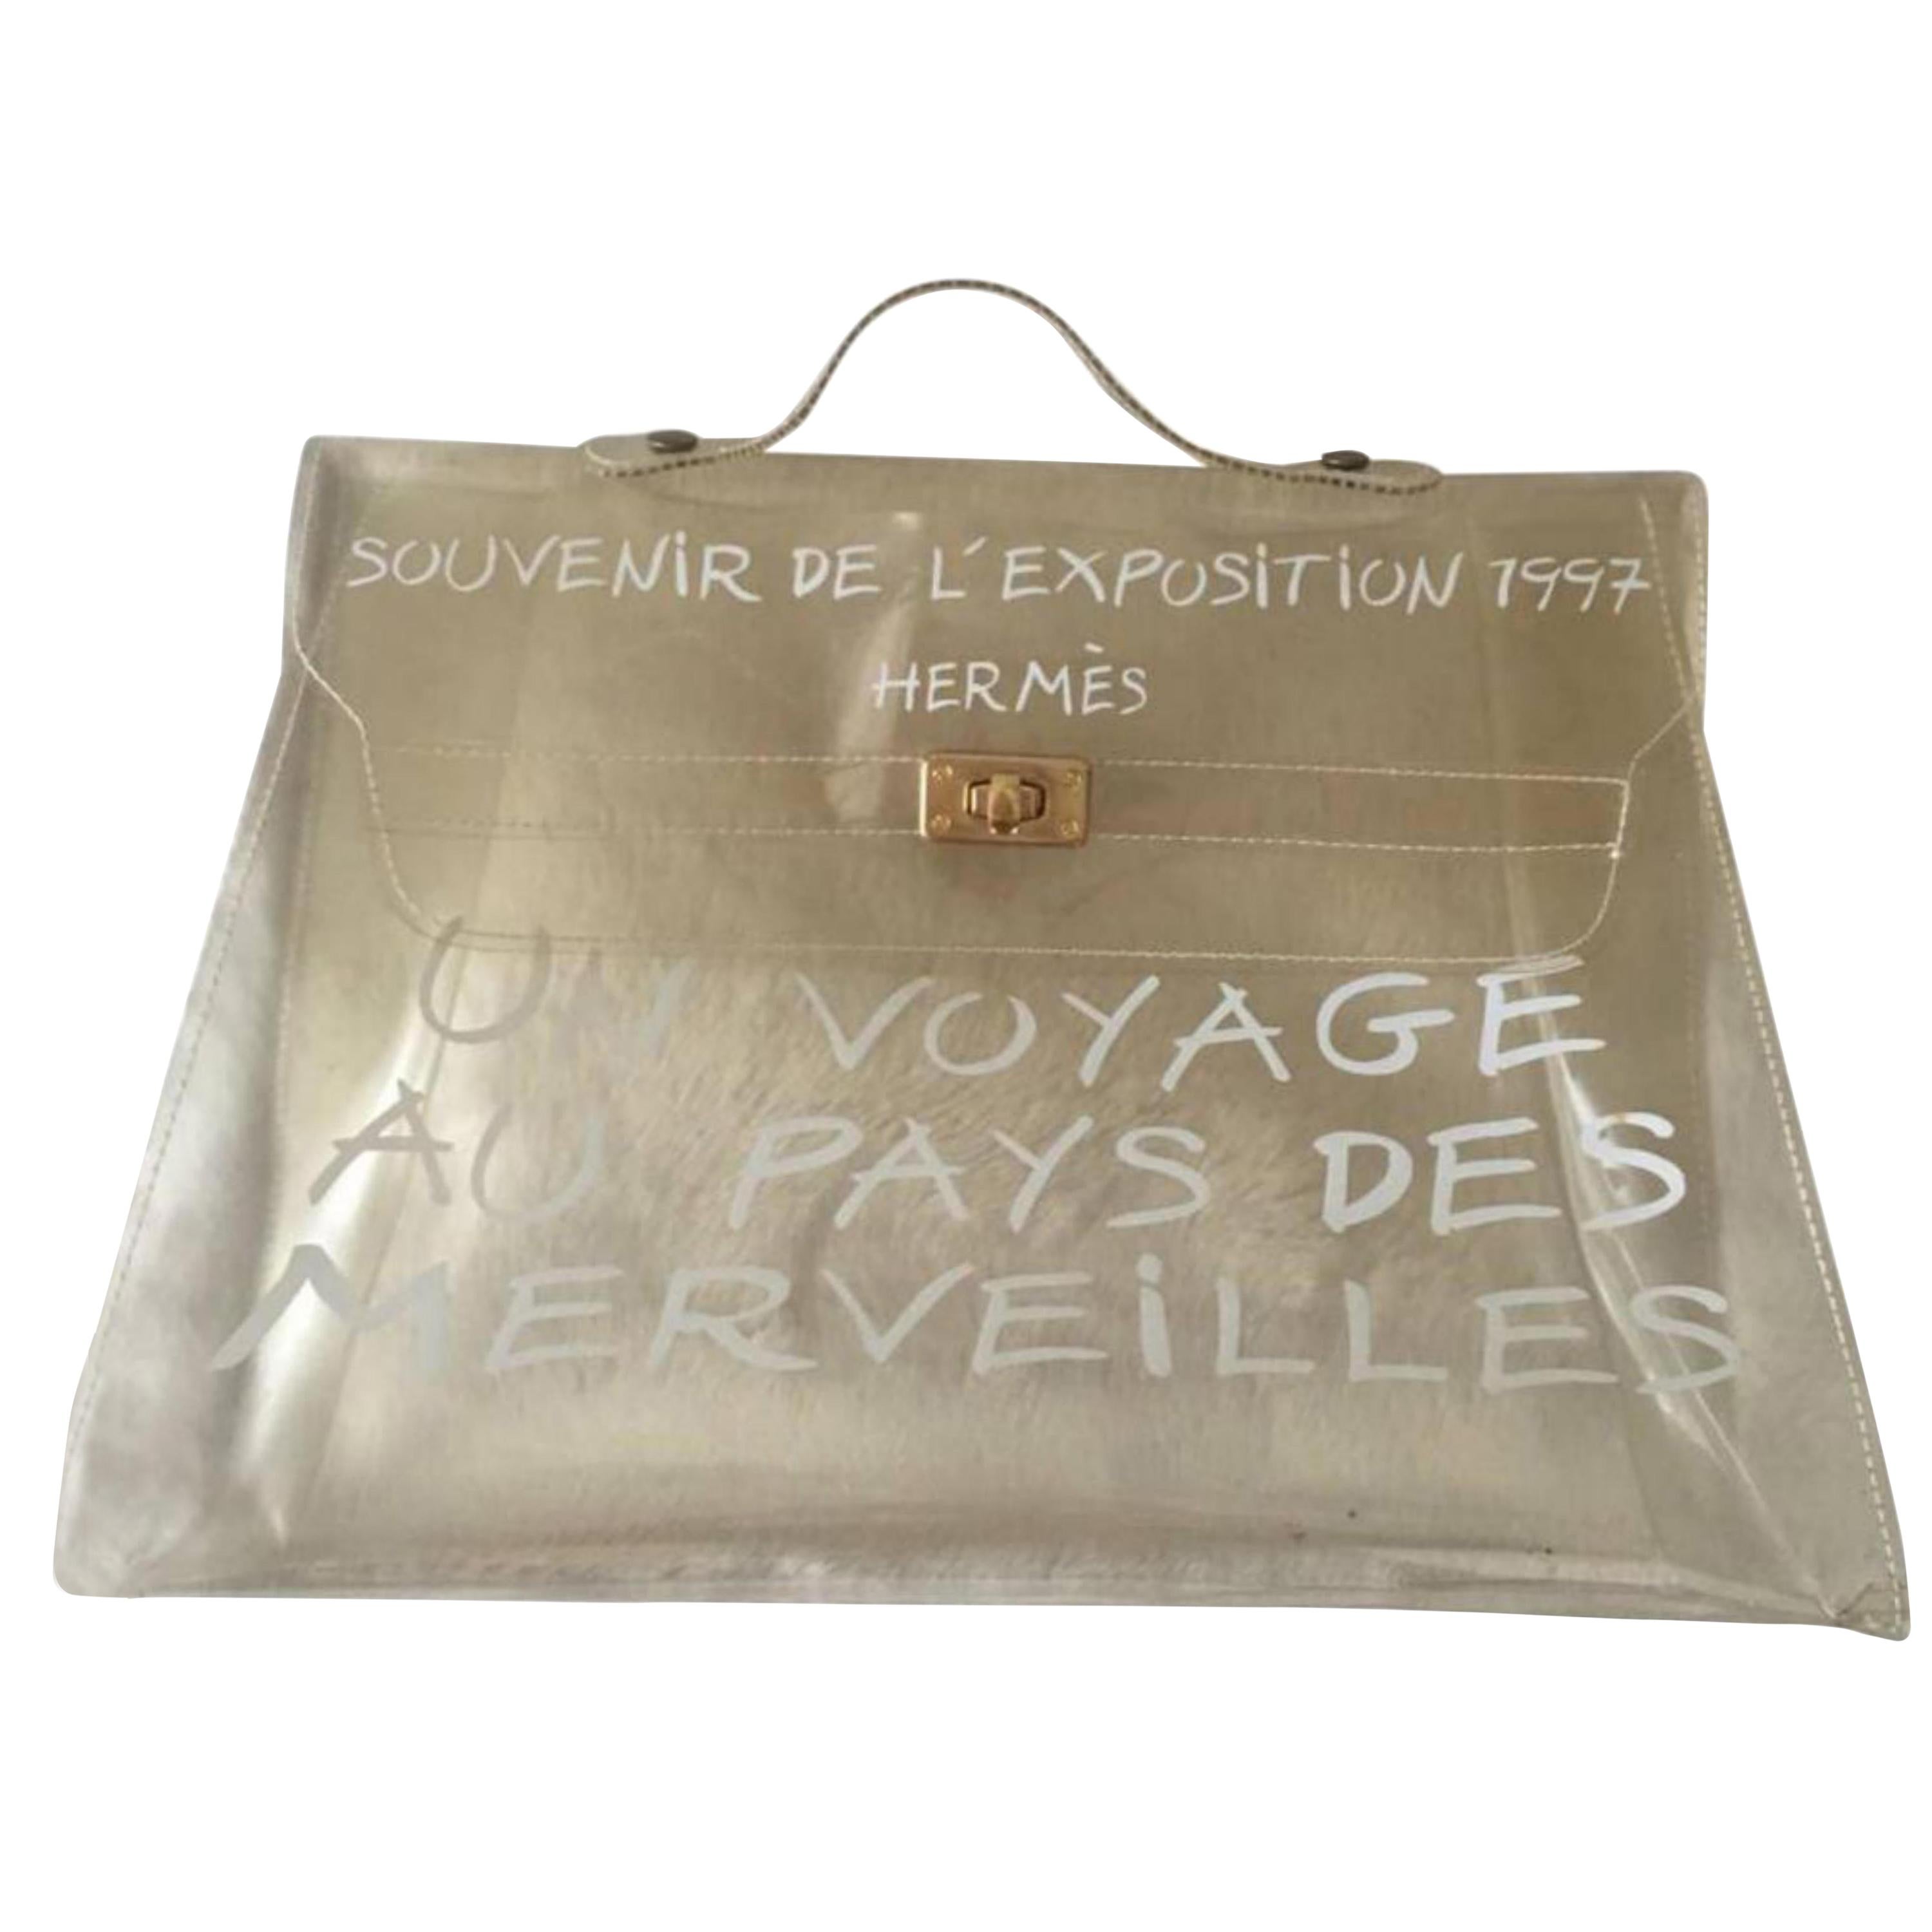 SOUVENiR DE L'EXPOSiTiON 1997
HERMÈS
UN VOYAGE
AU PAYS DES
MERVEiLLES